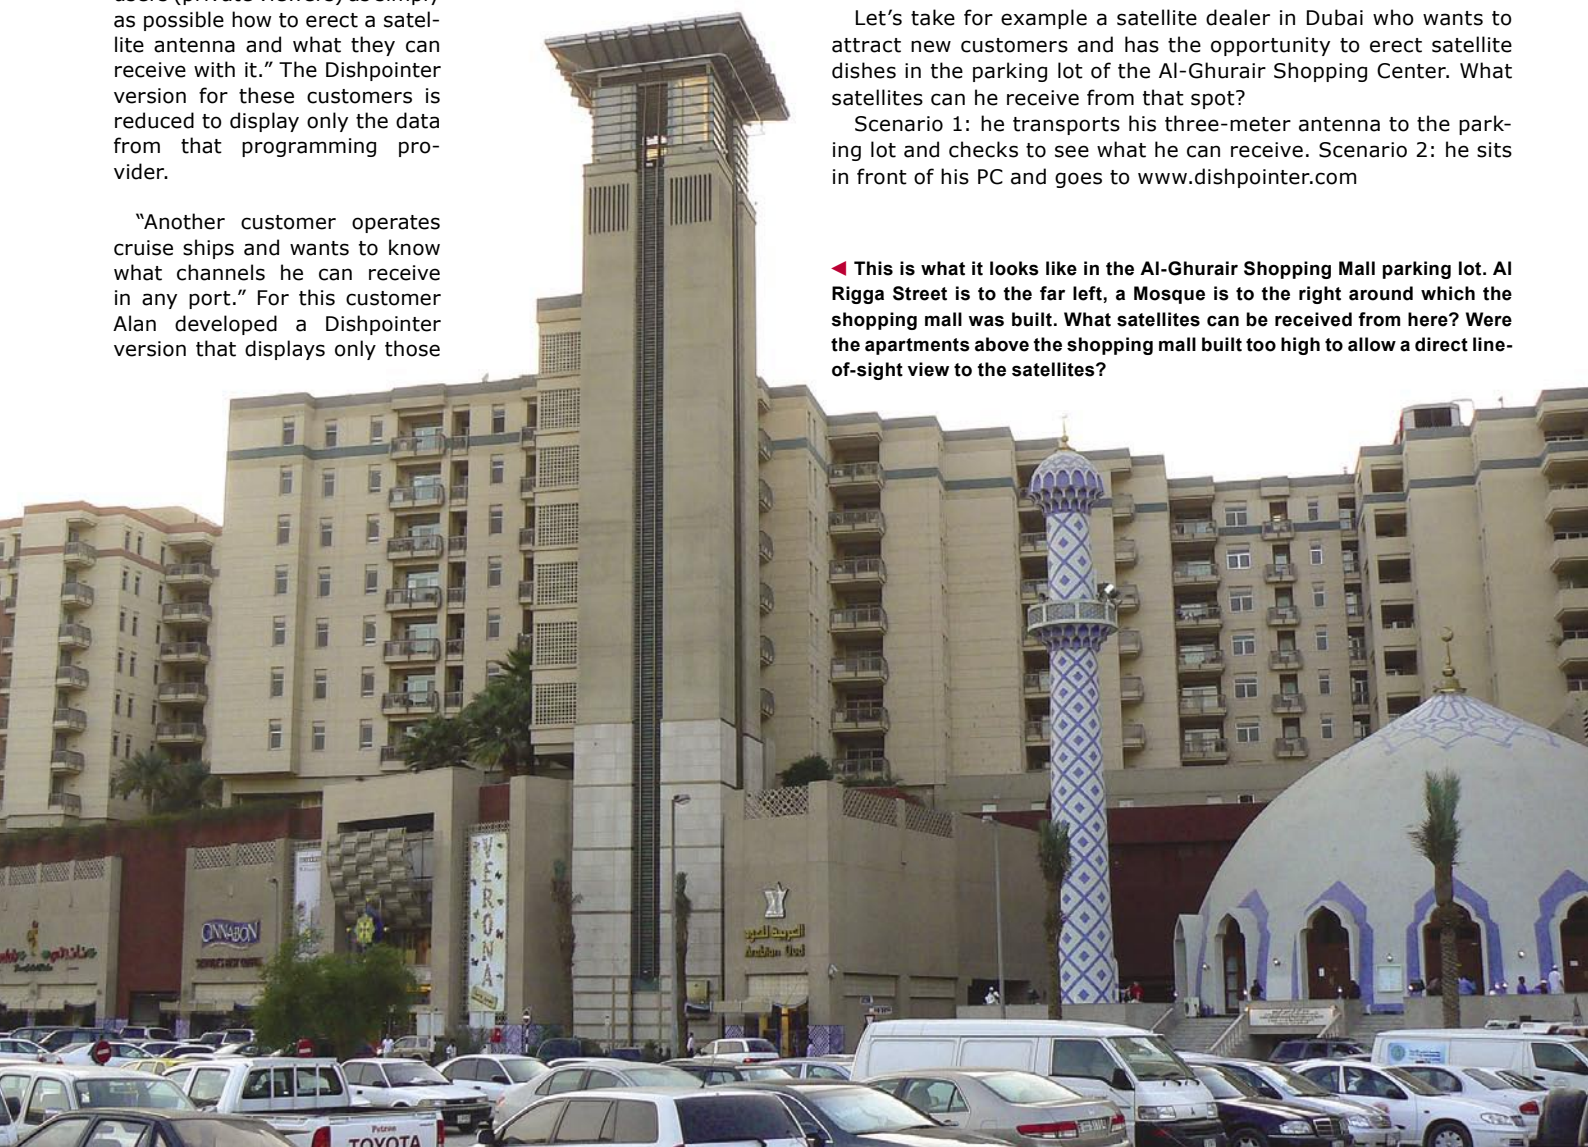 as possible how to erect a satel-
lite antenna and what they can
receive with it.” The Dishpointer
version for these customers is
reduced to display only the data
from that programming pro-
vider.
“Another customer operates
cruise ships and wants to know
what channels he can receive
in any port.” For this customer
Alan developed a Dishpointer
version that displays only those
Let’s take for example a satellite dealer in Dubai who wants to
attract new customers and has the opportunity to erect satellite
dishes in the parking lot of the Al-Ghurair Shopping Center. What
satellites can he receive from that spot?
Scenario 1: he transports his three-meter antenna to the park-
ing lot and checks to see what he can receive. Scenario 2: he sits
in front of his PC and goes to www.dishpointer.com
◀ This is what it looks like in the Al-Ghurair Shopping Mall parking lot. Al
Rigga Street is to the far left, a Mosque is to the right around which the
shopping mall was built. What satellites can be received from here? Were
the apartments above the shopping mall built too high to allow a direct line-
of-sight view to the satellites?
VERONA
CINNABON
العربية للعود
Arabian Oud
TOYOTA